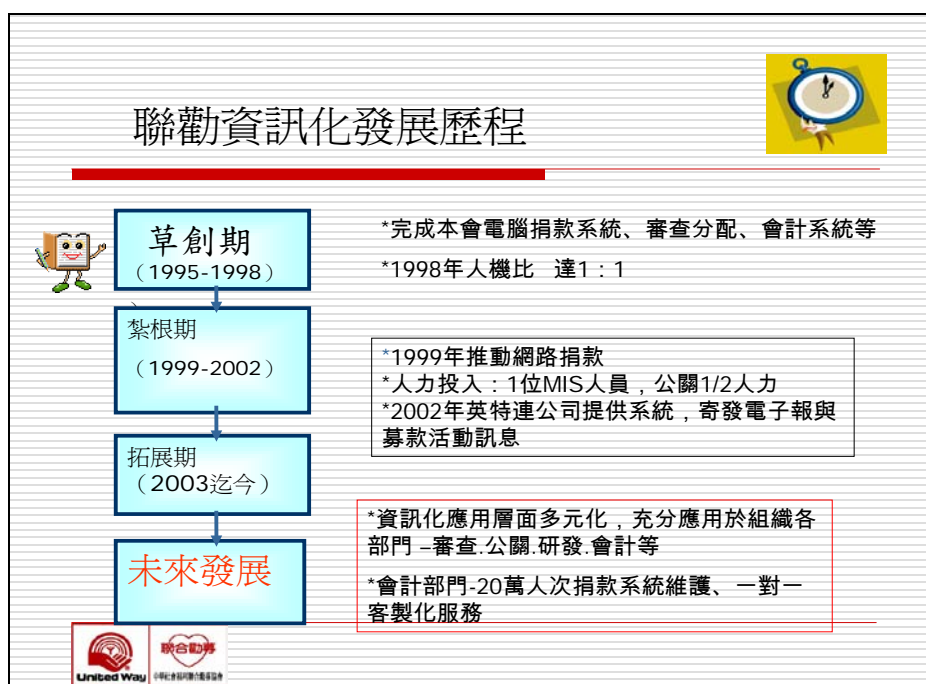 聯勸資訊化發展歷程
草創期
（1995-1998）
*完成本會電腦捐款系統、審查分配、會計系統等
*1998年人機比 達1：1
紮根期
（1999-2002）
*1999年推動網路捐款
*人力投入：1位MIS人員，公關1/2人力
*2002年英特連公司提供系統，寄發電子報與
募款活動訊息
拓展期
（2003迄今）
*資訊化應用層面多元化，充分應用於組織各
部門 –審查.公關.研發.會計等
未來發展
*會計部門-20萬人次捐款系統維護、一對一
客製化服務
United Way
聯合勸募